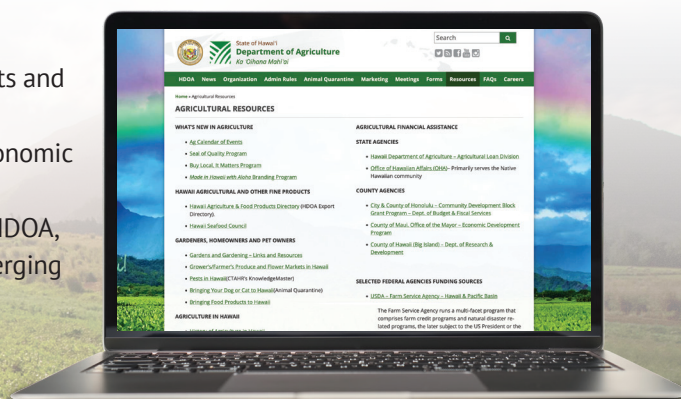 ts and
onomic
HDOA,
erging
State of Hawai'i
Department of Agriculture
Ka 'Oihana Mahi'ai
Search
HDOA News Organization Admin Rules Animal Quarantine Marketing Meetings Forms Resources FAQs Careers
Home » Agricultural Resources
AGRICULTURAL RESOURCES
WHAT'S NEW IN AGRICULTURE
Ag Calendar of Events
Seal of Quality Program
Buy Local, It Matters Program
Made in Hawaii with Aloha Branding Program
HAWAII AGRICULTURAL AND OTHER FINE PRODUCTS
Hawaii Agriculture & Food Products Directory (HDOA Export
Directory).
Hawaii Seafood Council
GARDENERS, HOMEOWNERS AND PET OWNERS
Gardens and Gardening – Links and Resources
Grower's/Farmer's Produce and Flower Markets in Hawaii
Pests in Hawaii(CTAHR's KnowledgeMaster)
Bringing Your Dog or Cat to Hawaii(Animal Quarantine)
Bringing Food Products to Hawaii
AGRICULTURE IN HAWAII
History of Agriculture in Hawaii
AGRICULTURAL FINANCIAL ASSISTANCE
STATE AGENCIES
Hawaii Department of Agriculture – Agricultural Loan Division
Office of Hawaiian Affairs (OHA)– Primarily serves the Native
Hawaiian community
COUNTY AGENCIES
City & County of Honolulu – Community Development Block
Grant Program – Dept. of Budget & Fiscal Services
County of Maui, Office of the Mayor – Economic Development
Program
County of Hawaii (Big Island) – Dept. of Research &
Development
SELECTED FEDERAL AGENCIES FUNDING SOURCES
USDA – Farm Service Agency – Hawaii & Pacific Basin
The Farm Service Agency runs a multi-facet program that
comprises farm credit programs and natural disaster re-
lated programs, the later subject to the US President or the